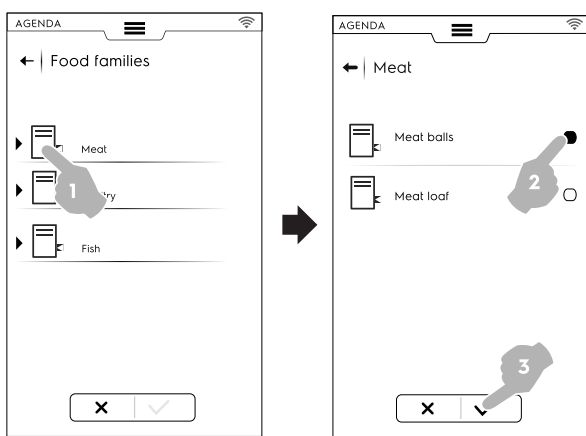 AGENDA
Food families
Meat
1
Fish
AGENDA
Meat
Meat balls
2
Meat loaf
3